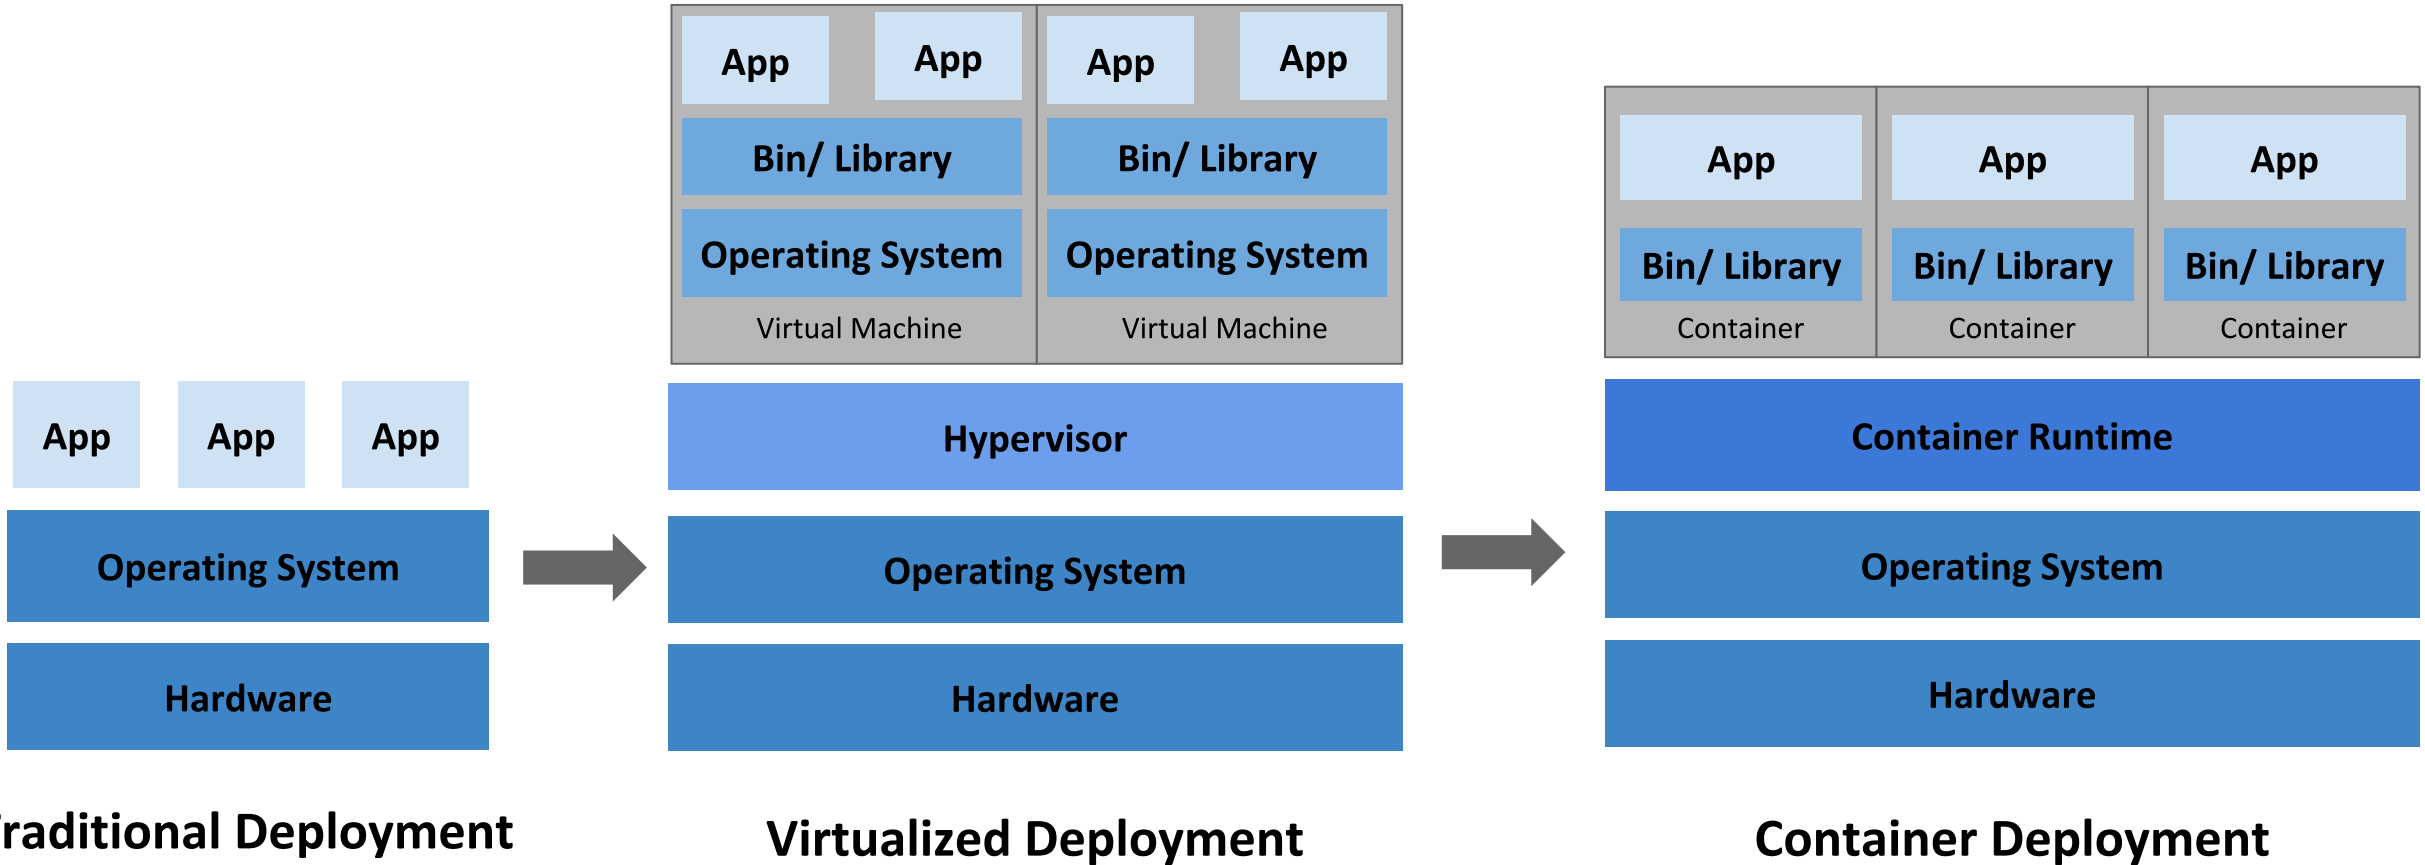 App
App
App
Operating System
Hardware
raditional Deployment
App
App
App
App
Bin/ Library
Bin/ Library
Operating System
Operating System
Virtual Machine
Virtual Machine
Hypervisor
Operating System
Hardware
Virtualized Deployment
App
App
App
Bin/ Library
Bin/ Library
Bin/ Library
Container
Container
Container
Container Runtime
Operating System
Hardware
Container Deployment